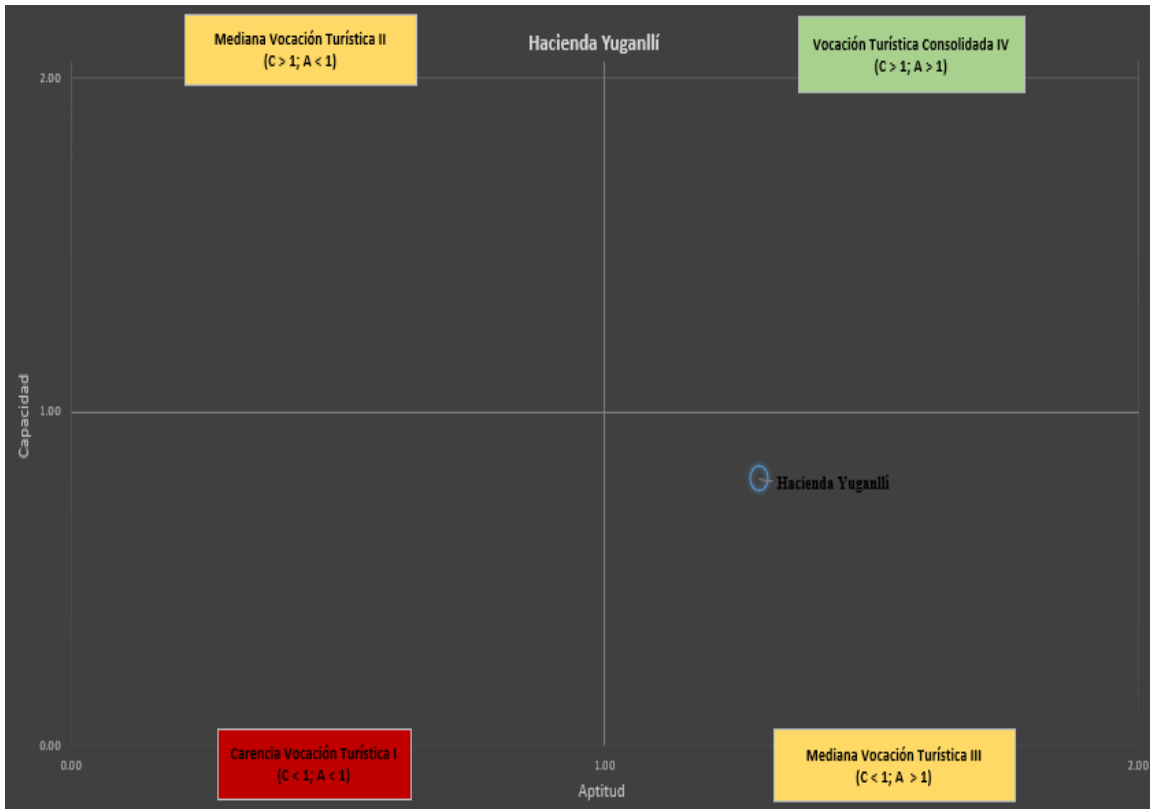 Mediana Vocación Turística II
(C > 1; A < 1)
Hacienda Yuganllí
Vocación Turística Consolidada IV
(C > 1; A > 1)
2.00
Capacidad
1.00
Hacienda Yuganllí
0.00
Carencia Vocación Turística I
(C < 1; A < 1)
Mediana Vocación Turística III
(C < 1; A > 1)
0.00
1.00
2.00
Aptitud